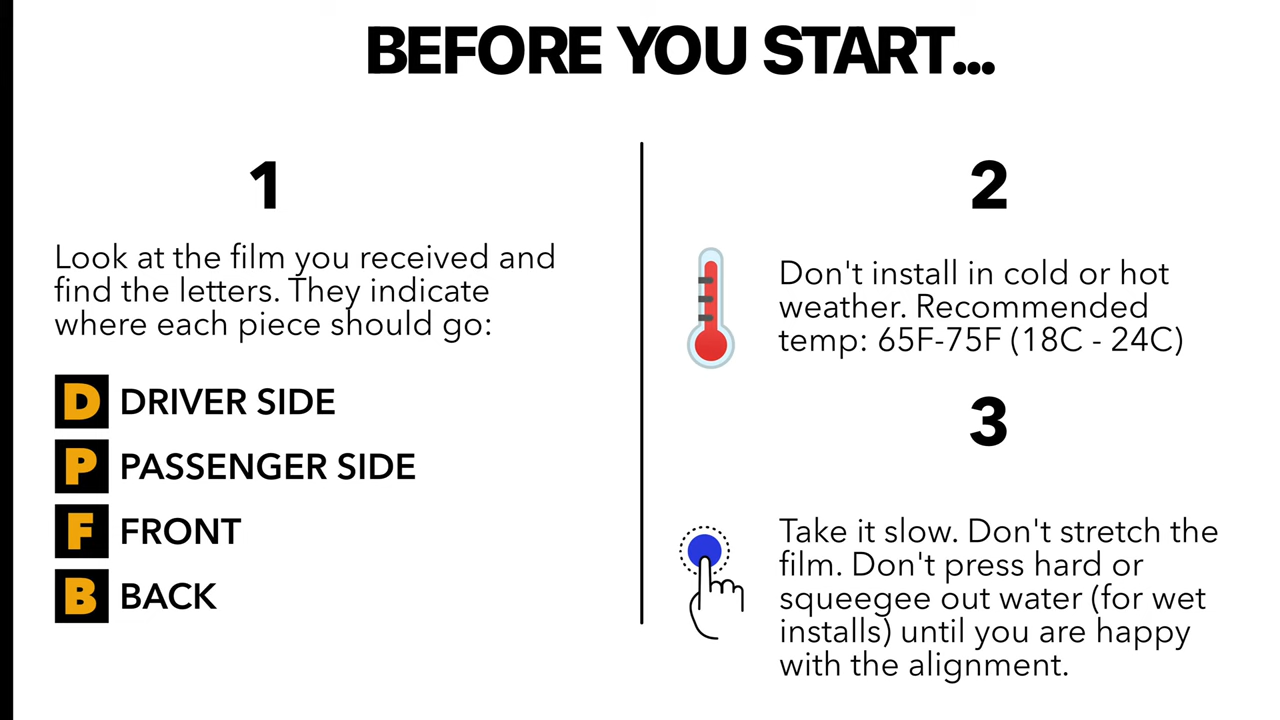 BEFORE YOU START...
1
Look at the film you received and
find the letters. They indicate
where each piece should go:
D DRIVER SIDE
P PASSENGER SIDE
F FRONT
B BACK
2
Don't install in cold or hot
weather. Recommended
temp: 65F-75F (18C - 24C)
3
Take it slow. Don't stretch the
film. Don't press hard or
squeegee out water (for wet
installs) until you are happy
with the alignment.